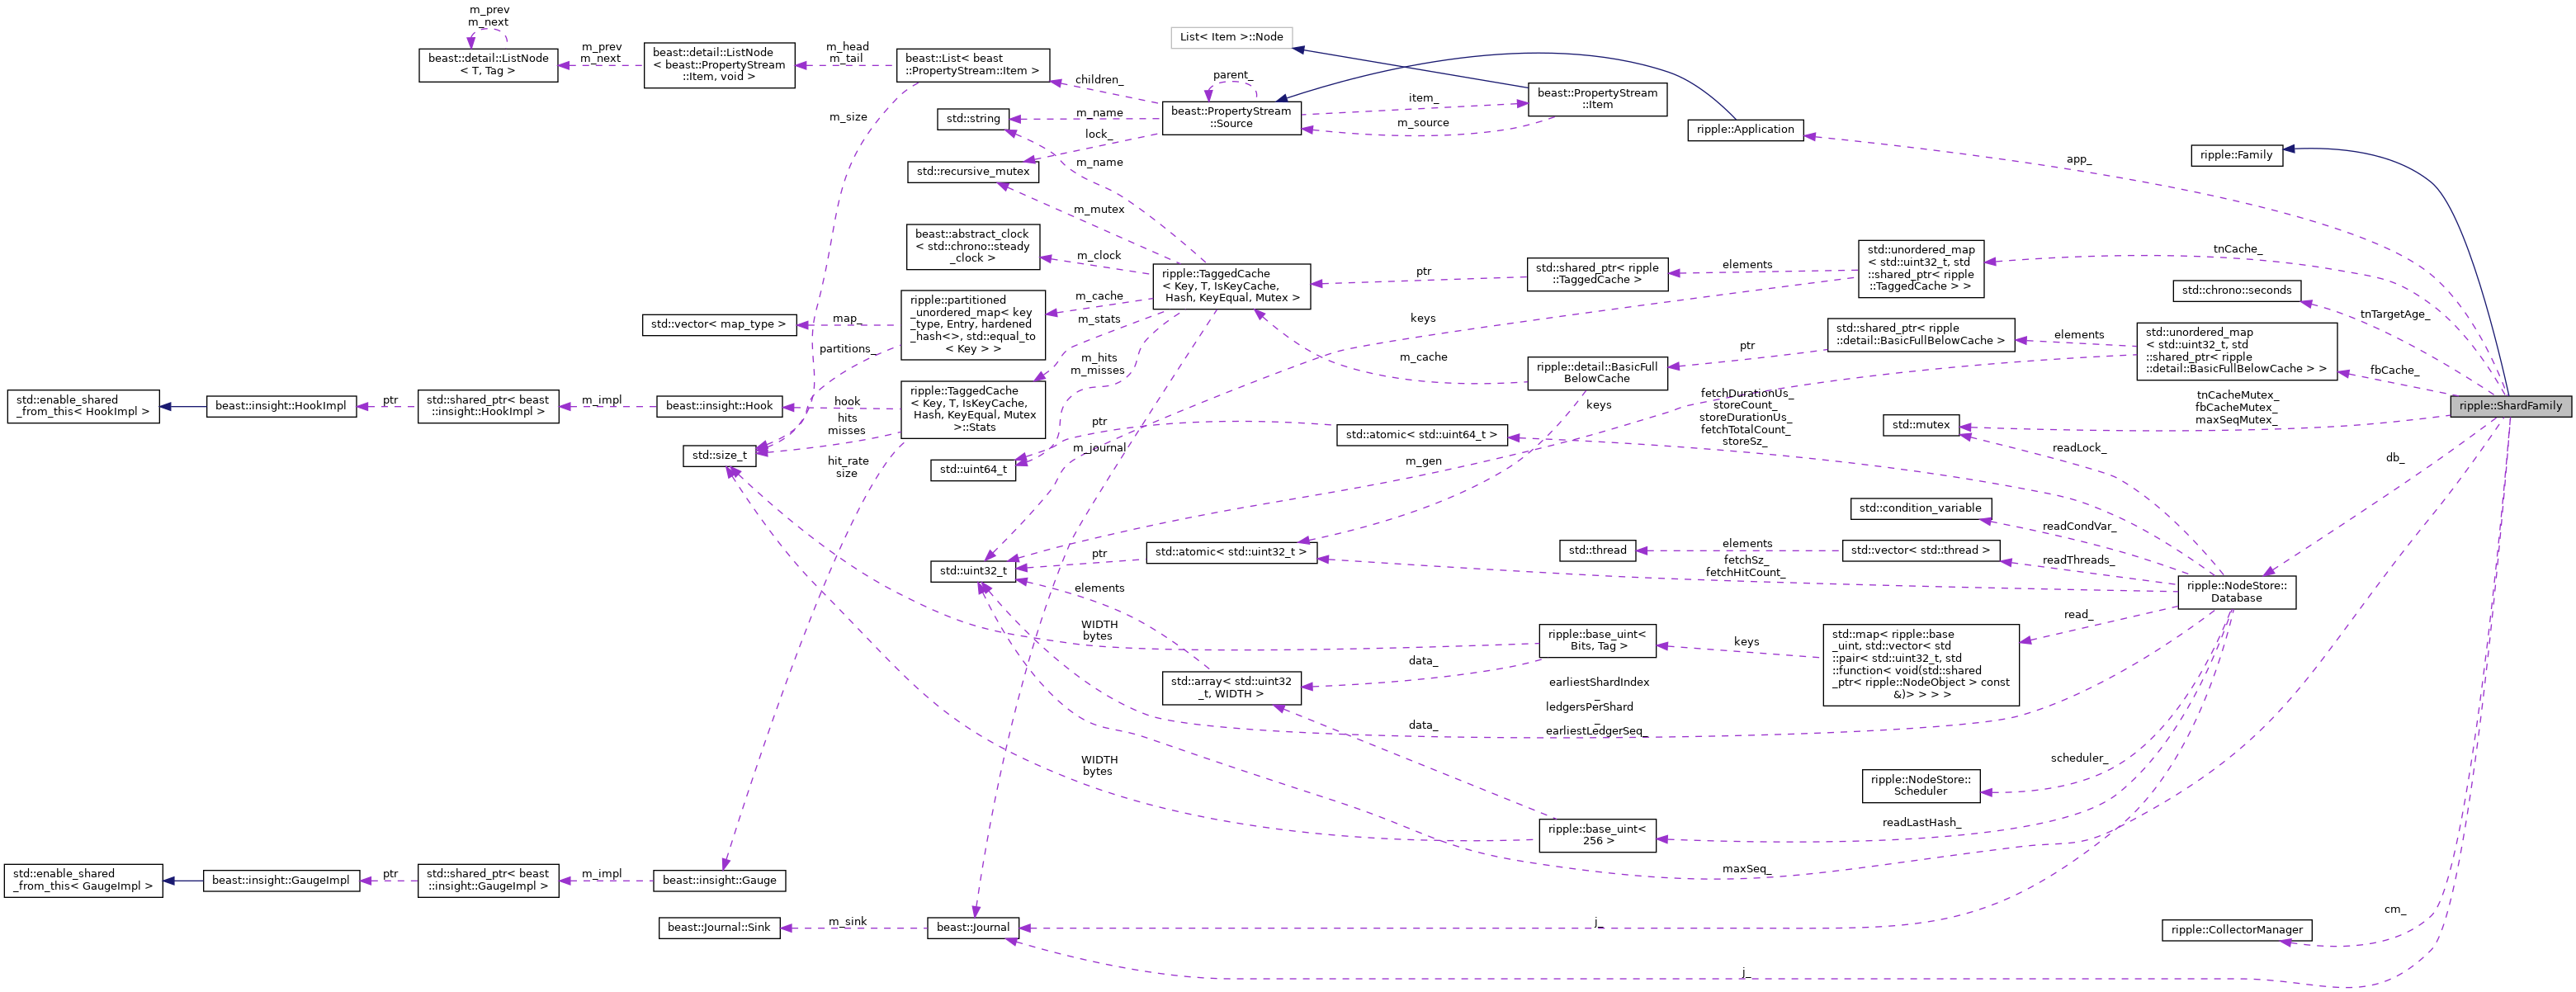 m_prev
m_next
beast::detail::ListNode
< T, Tag >
m_prev
m_next
beast::detail::ListNode
< beast::PropertyStream
::Item, void >
m_head
m_tail
beast::List< beast
::PropertyStream::Item >
children_
m_size
List< Item >::Node
parent_
beast::PropertyStream
::Source
item_
m_source
beast::PropertyStream
::Item
ripple::Application
app_
ripple::Family
std::string
m_name
lock_
std::recursive_mutex
m_name
m_mutex
beast::abstract_clock
< std::chrono::steady
_clock >
m_clock
ripple::TaggedCache
< Key, T, IsKeyCache,
Hash, KeyEqual, Mutex >
ptr
std::shared_ptr< ripple
::TaggedCache >
elements
std::unordered_map
< std::uint32_t, std
::shared_ptr< ripple
::TaggedCache > >
tnCache_
std::chrono::seconds
tnTargetAge_
std::vector< map_type >
map_
partitions_
ripple::partitioned
_unordered_map< key
_type, Entry, hardened
_hash<>, std::equal_to
< Key > >
m_cache
m_stats
m_hits
m_misses
keys
m_cache
ripple::detail::BasicFull
BelowCache
ptr
std::shared_ptr< ripple
::detail::BasicFullBelowCache >
elements
std::unordered_map
< std::uint32_t, std
::shared_ptr< ripple
::detail::BasicFullBelowCache > >
fbCache_
ripple::ShardFamily
std::enable_shared
_from_this< HookImpl >
beast::insight::HookImpl
ptr
std::shared_ptr< beast
::insight::HookImpl >
m_impl
beast::insight::Hook
hook
hits
misses
ripple::TaggedCache
< Key, T, IsKeyCache,
Hash, KeyEqual, Mutex
>::Stats
std::size_t
hit_rate
size
std::uint64_t
ptr
m_journal
std::atomic< std::uint64_t >
m_gen
keys
fetchDurationUs_
storeCount_
storeDurationUs_
fetchTotalCount_
storeSz_
std::mutex
tnCacheMutex_
fbCacheMutex_
maxSeqMutex_
readLock_
db_
std::condition_variable
readCondVar_
std::uint32_t
ptr
std::atomic< std::uint32_t >
std::thread
elements
std::vector< std::thread >
readThreads_
fetchSz_
fetchHitCount_
ripple::NodeStore::
Database
elements
WIDTH
bytes
ripple::base_uint<
Bits, Tag >
keys
std::map< ripple::base
_uint, std::vector< std
::pair< std::uint32_t, std
::function< void(std::shared
_ptr< ripple::NodeObject > const
&)> > > >
read_
data_
std::array< std::uint32
_t, WIDTH >
earliestShardIndex
_
ledgersPerShard
_
earliestLedgerSeq_
data_
WIDTH
bytes
ripple::NodeStore::
Scheduler
scheduler_
ripple::base_uint<
256 >
readLastHash_
maxSeq_
std::enable_shared
_from_this< GaugeImpl >
beast::insight::GaugeImpl
ptr
std::shared_ptr< beast
::insight::GaugeImpl >
m_impl
beast::insight::Gauge
beast::Journal::Sink
m_sink
beast::Journal
j_
ripple::CollectorManager
cm_
j_